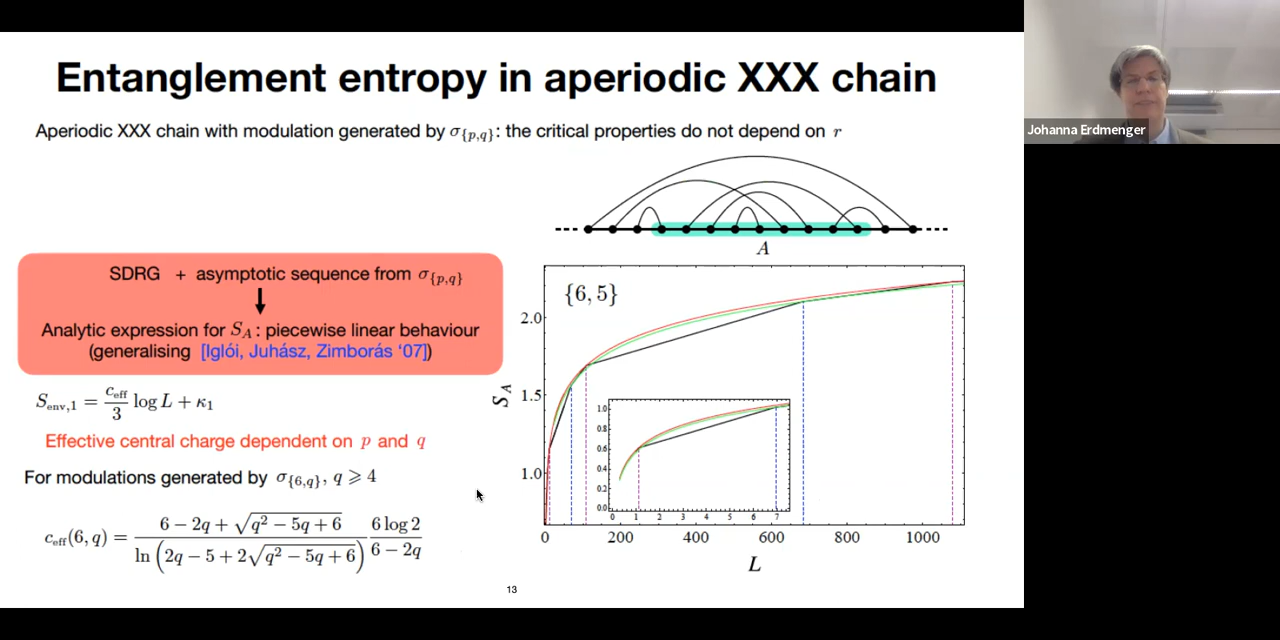 Entanglement entropy in aperiodic XXX chain
Johanna Erdmenger
Aperiodic XXX chain with modulation generated by σ{p,q}: the critical properties do not depend on r
A
SDRG + asymptotic sequence from σ{p,q}
Analytic expression for S_A: piecewise linear behaviour
(generalising [Iglói, Juhász, Zimborás '07])
S_env,1 = c_eff/3 log L + κ₁
Effective central charge dependent on p and q
For modulations generated by σ{6,q}, q ⩾ 4
c_eff(6, q) = (6 − 2q + √(q² − 5q + 6)) / (ln (2q − 5 + 2√(q² − 5q + 6))) (6 log 2)/(6 − 2q)
{6, 5}
S_A
2.0
1.5
1.0
1.0
0.8
0.6
0.4
0.2
0.0
0 1 2 3 4 5 6 7
0 200 400 600 800 1000
L
13